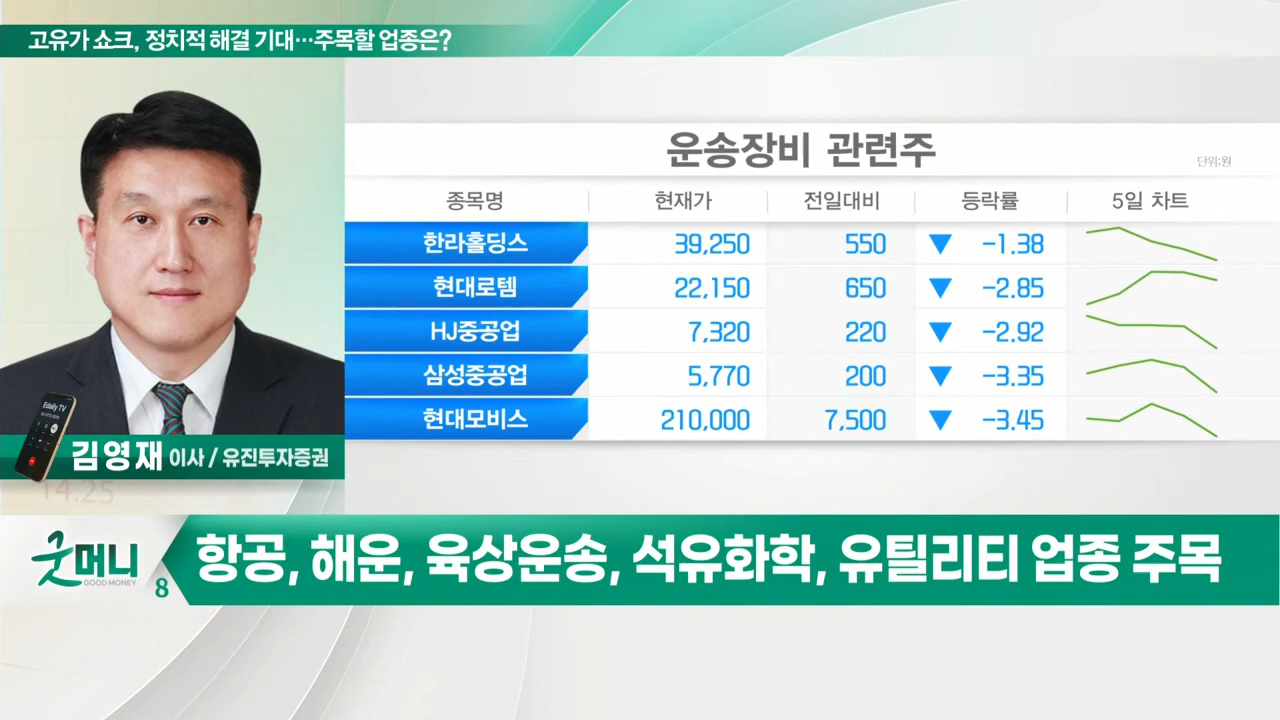 고유가 쇼크, 정치적 해결 기대…주목할 업종은?
운송장비 관련주
단위:원
종목명 현재가 전일대비 등락률 5일 차트
한라홀딩스 39,250 550 ▼ -1.38
현대로템 22,150 650 ▼ -2.85
HJ중공업 7,320 220 ▼ -2.92
삼성중공업 5,770 200 ▼ -3.35
현대모비스 210,000 7,500 ▼ -3.45
Edaily TV
김영재 이사 / 유진투자증권
14.25
굿머니
GOOD MONEY
8
항공, 해운, 육상운송, 석유화학, 유틸리티 업종 주목